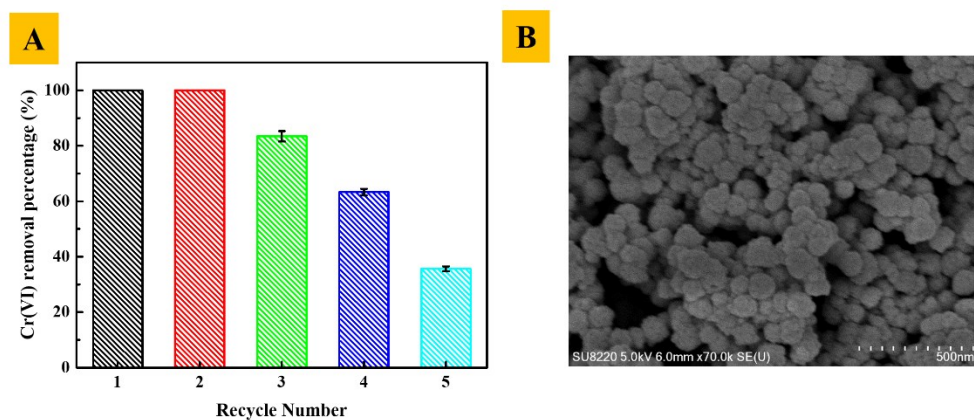 A
Cr(VI) removal percentage (%)
100
80
60
40
20
0
1 2 3 4 5
Recycle Number
B
SU8220 5.0kV 6.0mm x70.0k SE(U)
500nm